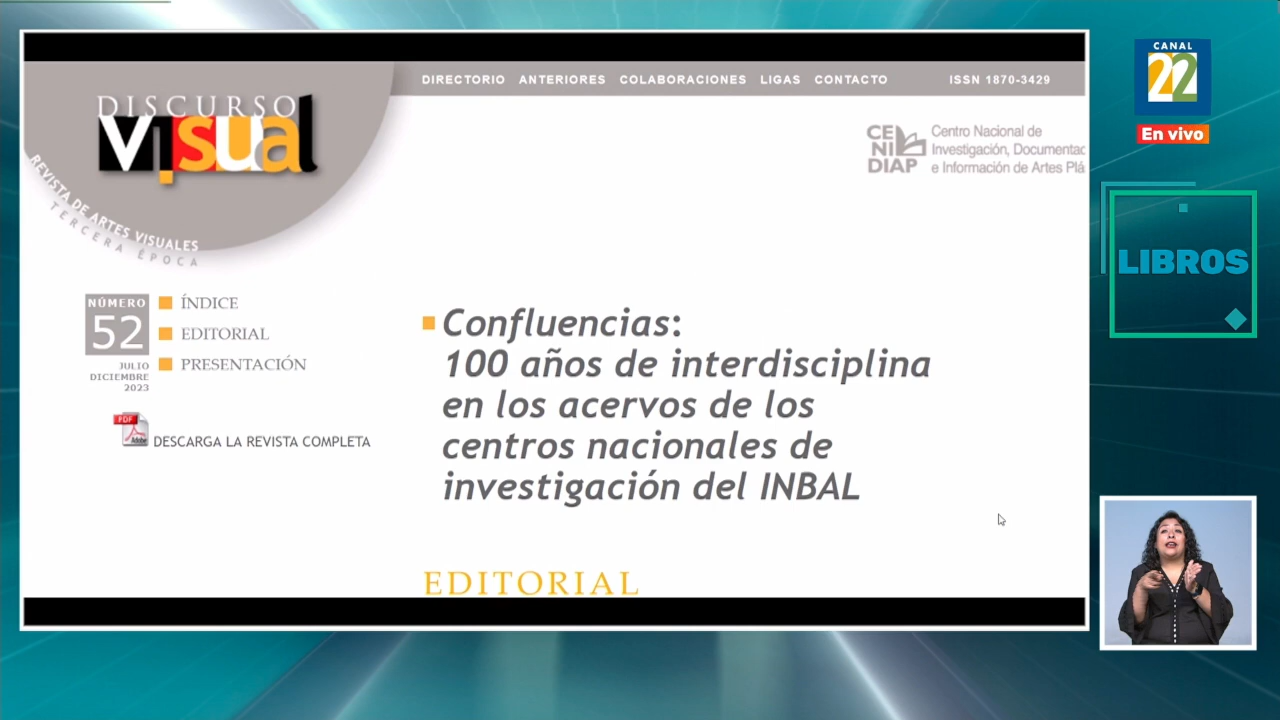 DIRECTORIO ANTERIORES COLABORACIONES LIGAS CONTACTO ISSN 1870-3429
DISCURSO
visual
REVISTA DE ARTES VISUALES
TERCERA ÉPOCA
CENIDIAP
Centro Nacional de
Investigación, Documentac
e Información de Artes Plá
NÚMERO
52
JULIO
DICIEMBRE
2023
ÍNDICE
EDITORIAL
PRESENTACIÓN
PDF
Adobe
DESCARGA LA REVISTA COMPLETA
Confluencias:
100 años de interdisciplina
en los acervos de los
centros nacionales de
investigación del INBAL
EDITORIAL
CANAL
22
En vivo
LIBROS